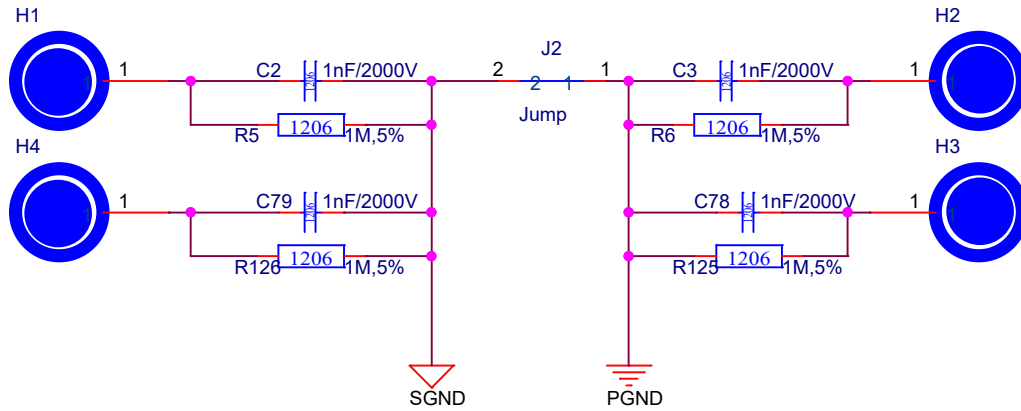 H1
H2
J2
1
C2
1206
1nF/2000V
2
2
1
1
C3
1206
1nF/2000V
1
R5
1206
1M,5%
Jump
R6
1206
1M,5%
H4
H3
1
C79
1206
1nF/2000V
C78
1206
1nF/2000V
1
R126
1206
1M,5%
R125
1206
1M,5%
SGND
PGND